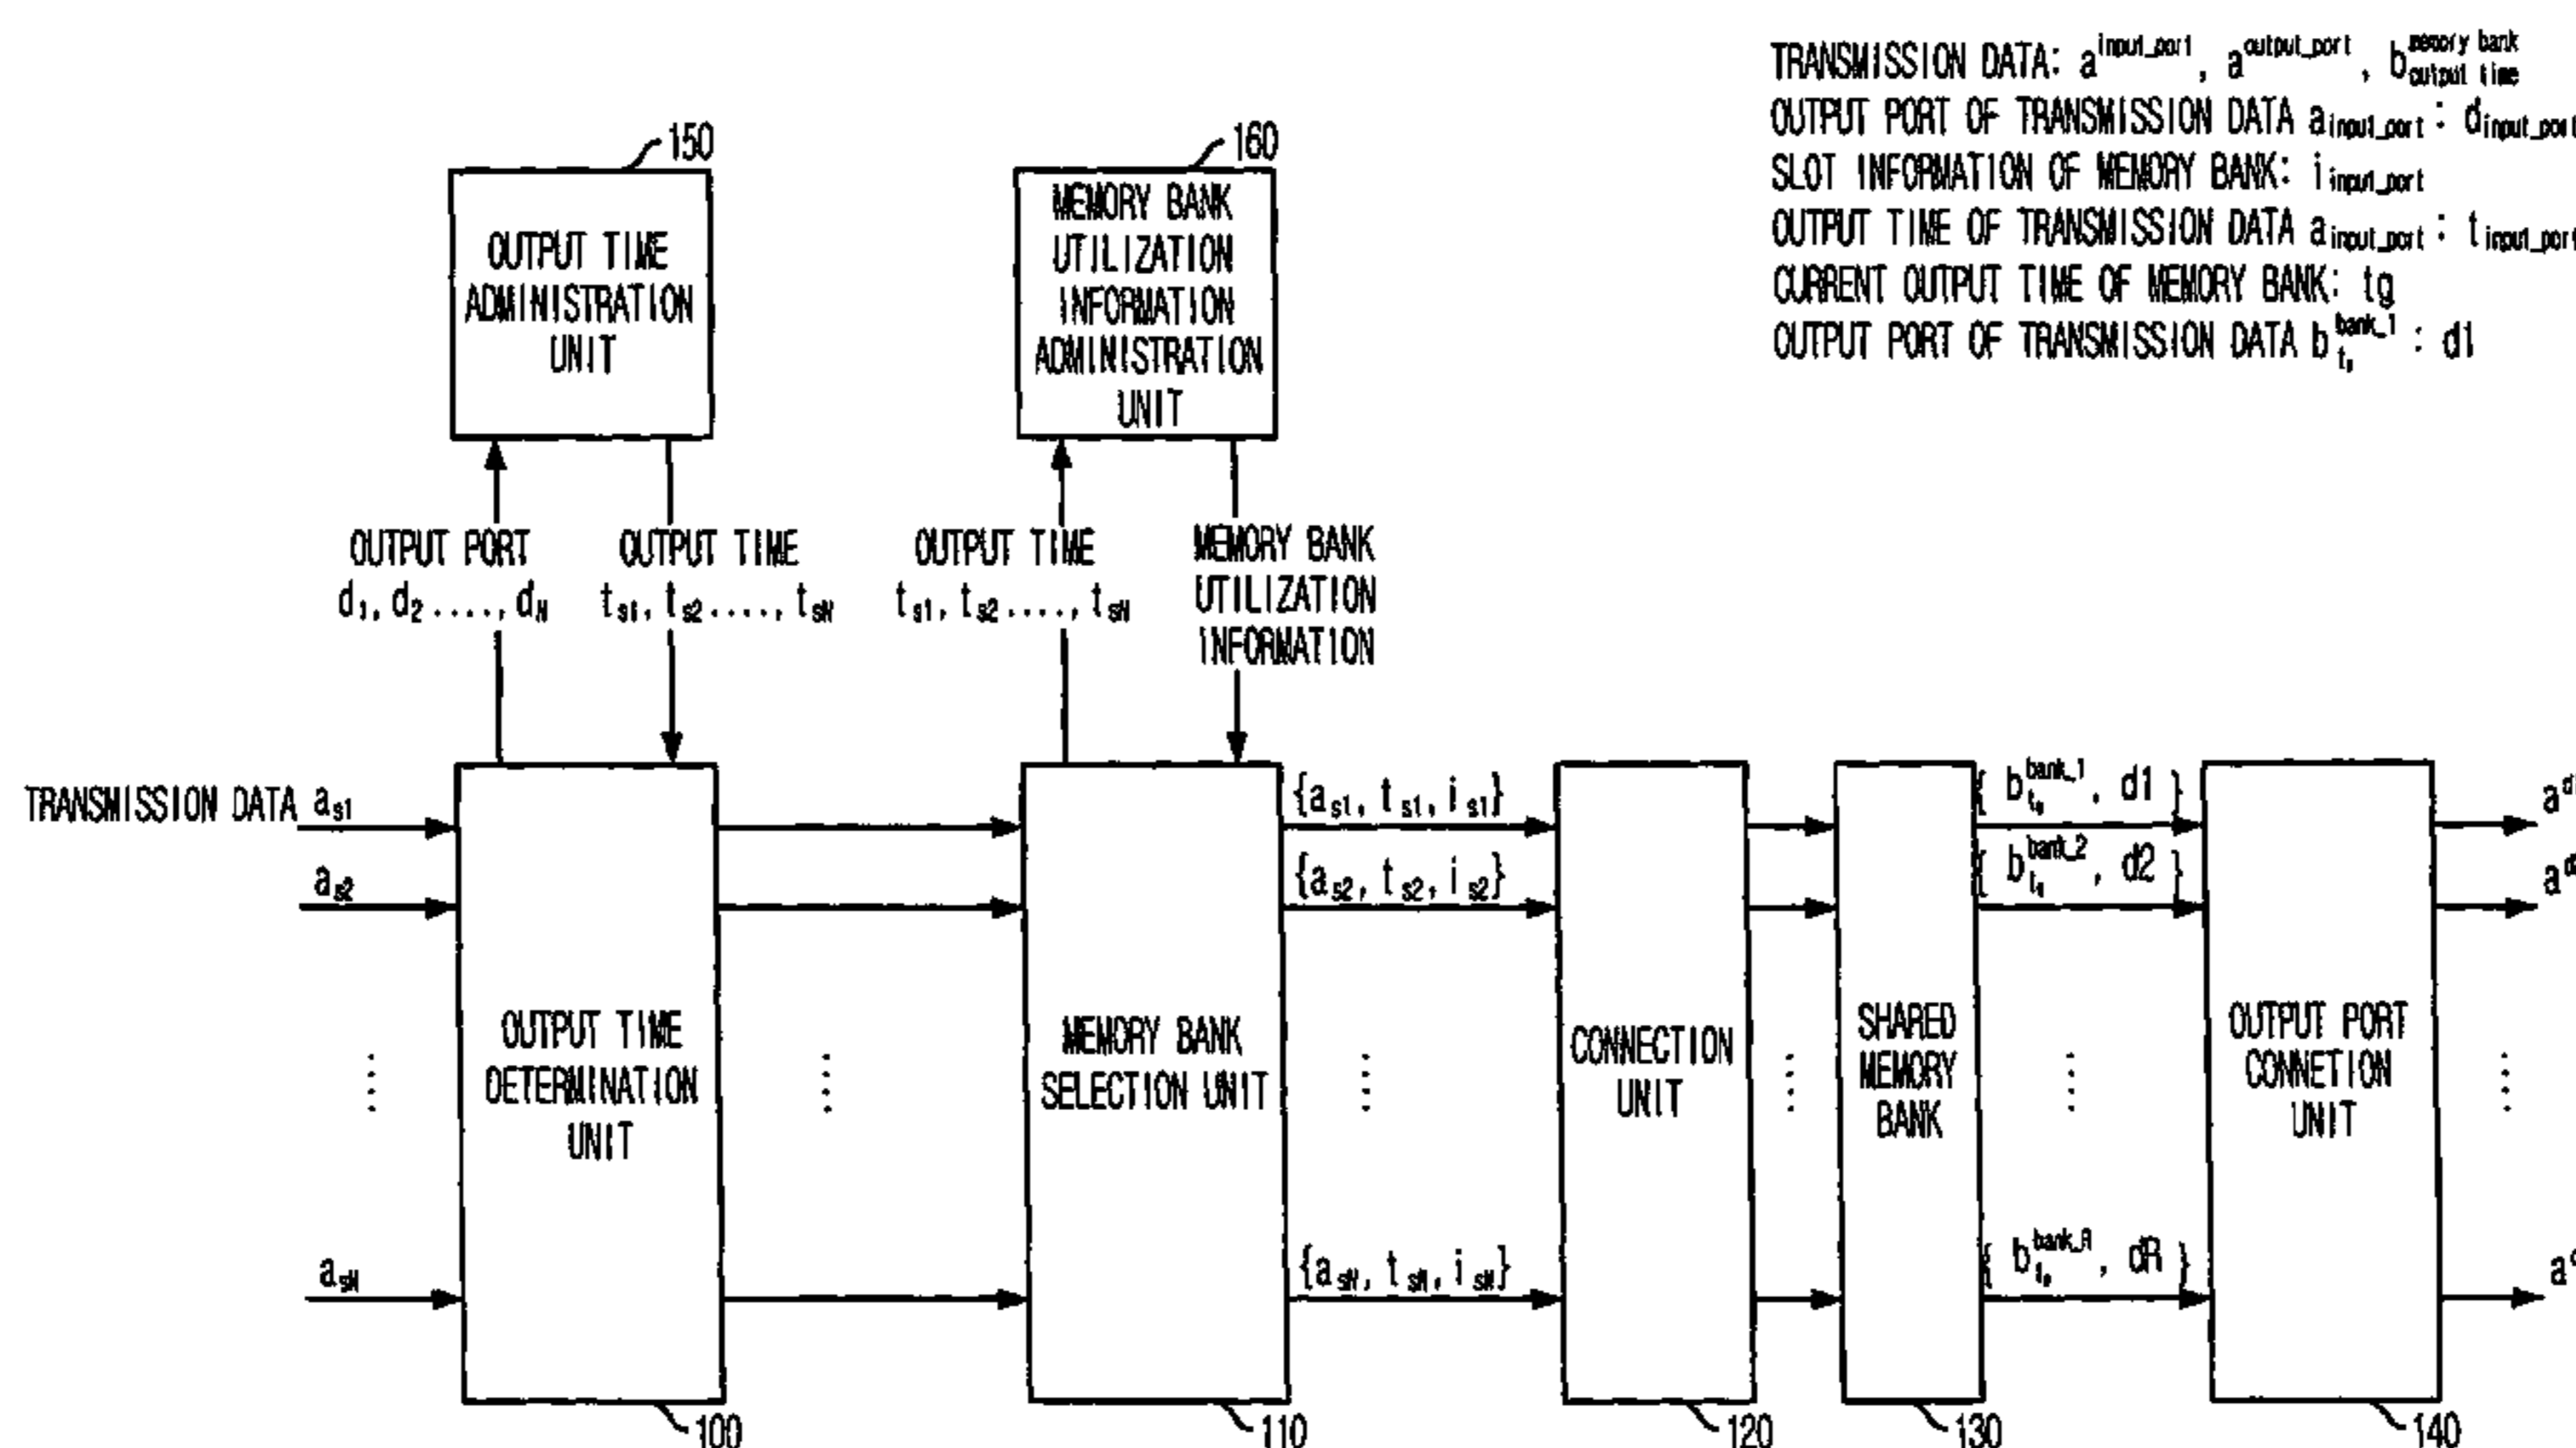 TRANSMISSION DATA: a^input_port, a^output_port, b^memory bank_output time
OUTPUT PORT OF TRANSMISSION DATA a_input_port : d_input_port
SLOT INFORMATION OF MEMORY BANK: i_input_port
OUTPUT TIME OF TRANSMISSION DATA a_input_port : t_input_port
CURRENT OUTPUT TIME OF MEMORY BANK: tg
OUTPUT PORT OF TRANSMISSION DATA b^bank_1 : d1
150
OUTPUT TIME
ADMINISTRATION
UNIT
160
MEMORY BANK
UTILIZATION
INFORMATION
ADMINISTRATION
UNIT
OUTPUT PORT
d1, d2 ...., dN
OUTPUT TIME
ts1, ts2 ...., tsN
OUTPUT TIME
ts1, ts2 ...., tsN
MEMORY BANK
UTILIZATION
INFORMATION
TRANSMISSION DATA as1
as2
asN
OUTPUT TIME
DETERMINATION
UNIT
100
MEMORY BANK
SELECTION UNIT
110
{as1, ts1, is1}
{as2, ts2, is2}
{asN, tsN, isN}
CONNECTION
UNIT
120
SHARED
MEMORY
BANK
130
{ b^bank_1, d1 }
{ b^bank_2, d2 }
{ b^bank_R, dR }
OUTPUT PORT
CONNETION
UNIT
140